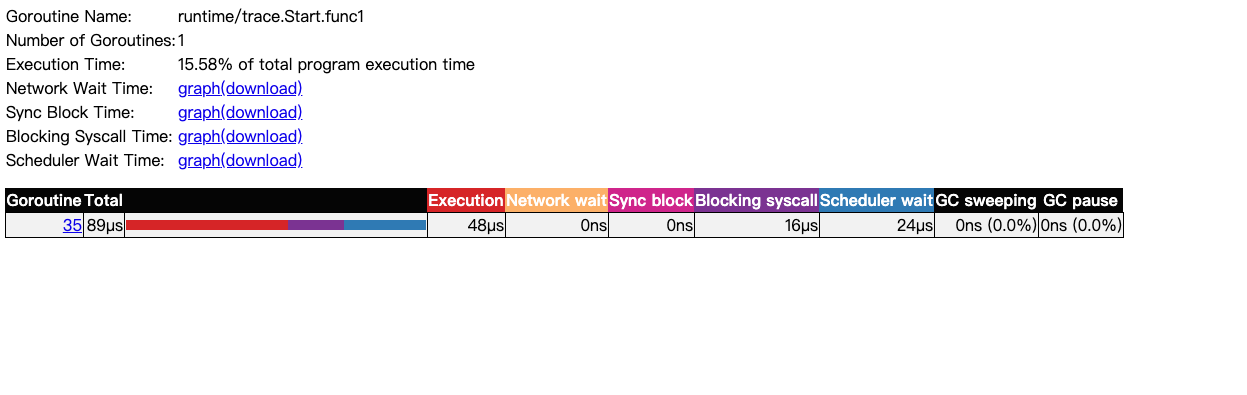 Goroutine Name: runtime/trace.Start.func1
Number of Goroutines: 1
Execution Time: 15.58% of total program execution time
Network Wait Time: graph(download)
Sync Block Time: graph(download)
Blocking Syscall Time: graph(download)
Scheduler Wait Time: graph(download)
Goroutine Total Execution Network wait Sync block Blocking syscall Scheduler wait GC sweeping GC pause
35 89µs 48µs 0ns 0ns 16µs 24µs 0ns (0.0%) 0ns (0.0%)